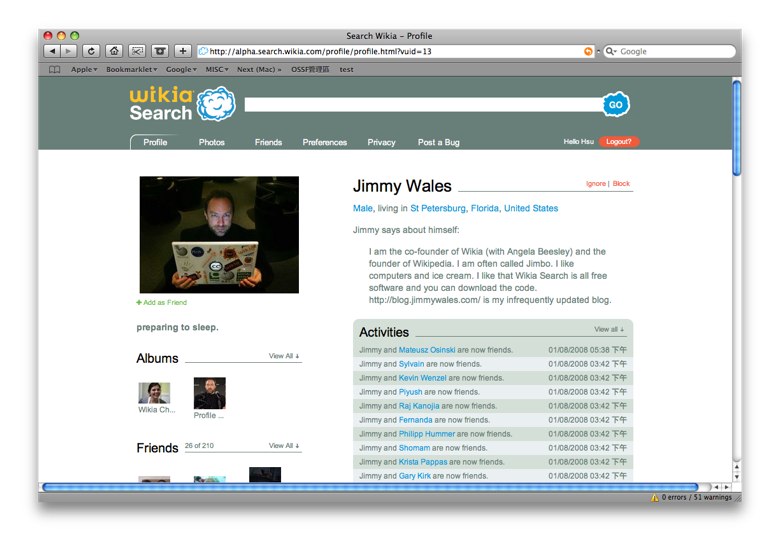 Search Wikia – Profile
http://alpha.search.wikia.com/profile/profile.html?vuid=13
Google
Apple▾ Bookmarklet▾ Google▾ MISC▾ Next (Mac) » OSSF管理區 test
wikia
Search
GO
Profile Photos Friends Preferences Privacy Post a Bug
Hello Hsu Logout?
Jimmy Wales
Ignore | Block
Male, living in St Petersburg, Florida, United States
Jimmy says about himself:
I am the co-founder of Wikia (with Angela Beesley) and the
founder of Wikipedia. I am often called Jimbo. I like
computers and ice cream. I like that Wikia Search is all free
software and you can download the code.
http://blog.jimmywales.com/ is my infrequently updated blog.
+ Add as Friend
preparing to sleep.
Albums View All ↓
Wikia Ch...
Profile ...
Friends 26 of 210 View All ↓
Activities View all ↓
Jimmy and Mateusz Osinski are now friends. 01/08/2008 05:38 下午
Jimmy and Sylvain are now friends. 01/08/2008 03:42 下午
Jimmy and Kevin Wenzel are now friends. 01/08/2008 03:42 下午
Jimmy and Piyush are now friends. 01/08/2008 03:42 下午
Jimmy and Raj Kanojia are now friends. 01/08/2008 03:42 下午
Jimmy and Fernanda are now friends. 01/08/2008 03:42 下午
Jimmy and Philipp Hummer are now friends. 01/08/2008 03:42 下午
Jimmy and Shomam are now friends. 01/08/2008 03:42 下午
Jimmy and Krista Pappas are now friends. 01/08/2008 03:42 下午
Jimmy and Gary Kirk are now friends. 01/08/2008 03:42 下午
0 errors / 51 warnings